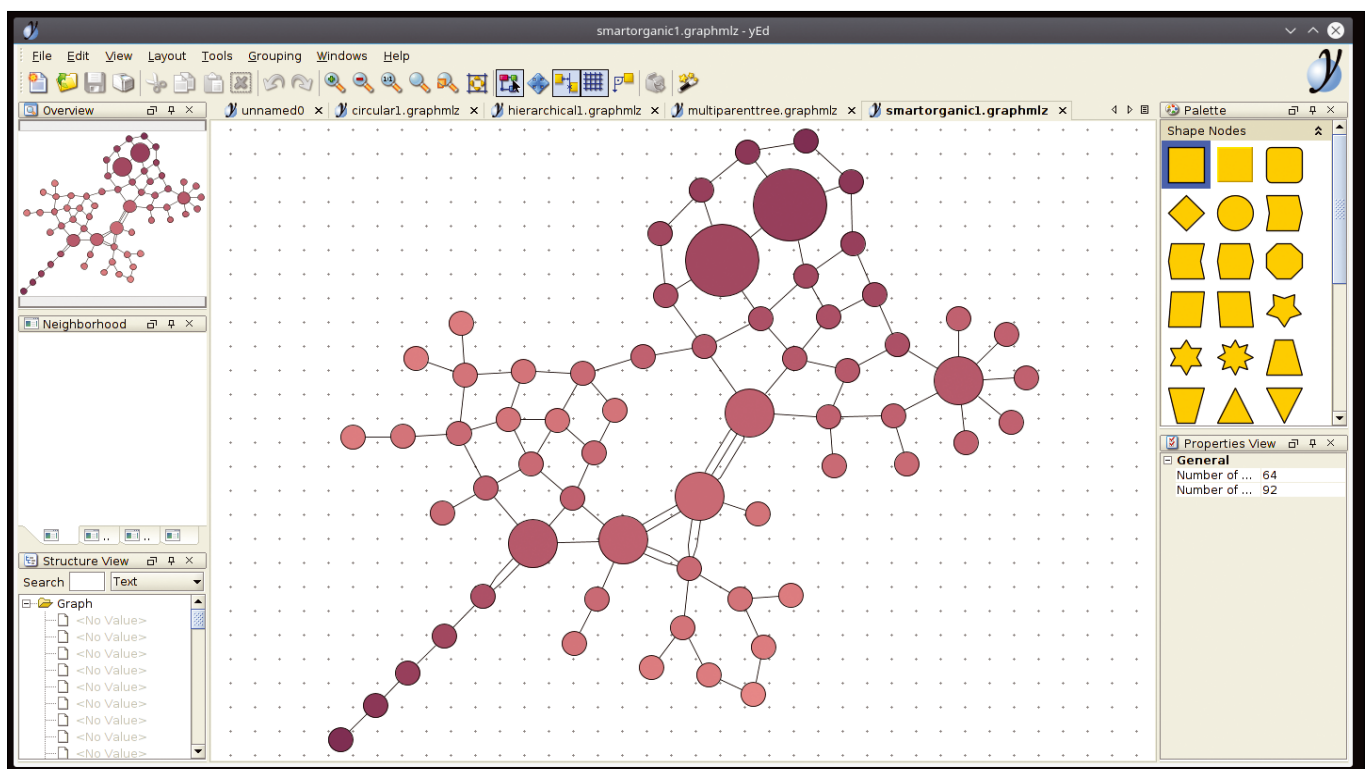 smartorganic1.graphmlz - yEd
File Edit View Layout Tools Grouping Windows Help
Overview
unnamed0 circular1.graphmlz hierarchical1.graphmlz multiparenttree.graphmlz smartorganic1.graphmlz
Palette
Shape Nodes
Neighborhood
Properties View
General
Number of ... 64
Number of ... 92
..
..
Structure View
Search Text
Graph
<No Value>
<No Value>
<No Value>
<No Value>
<No Value>
<No Value>
<No Value>
<No Value>
<No Value>